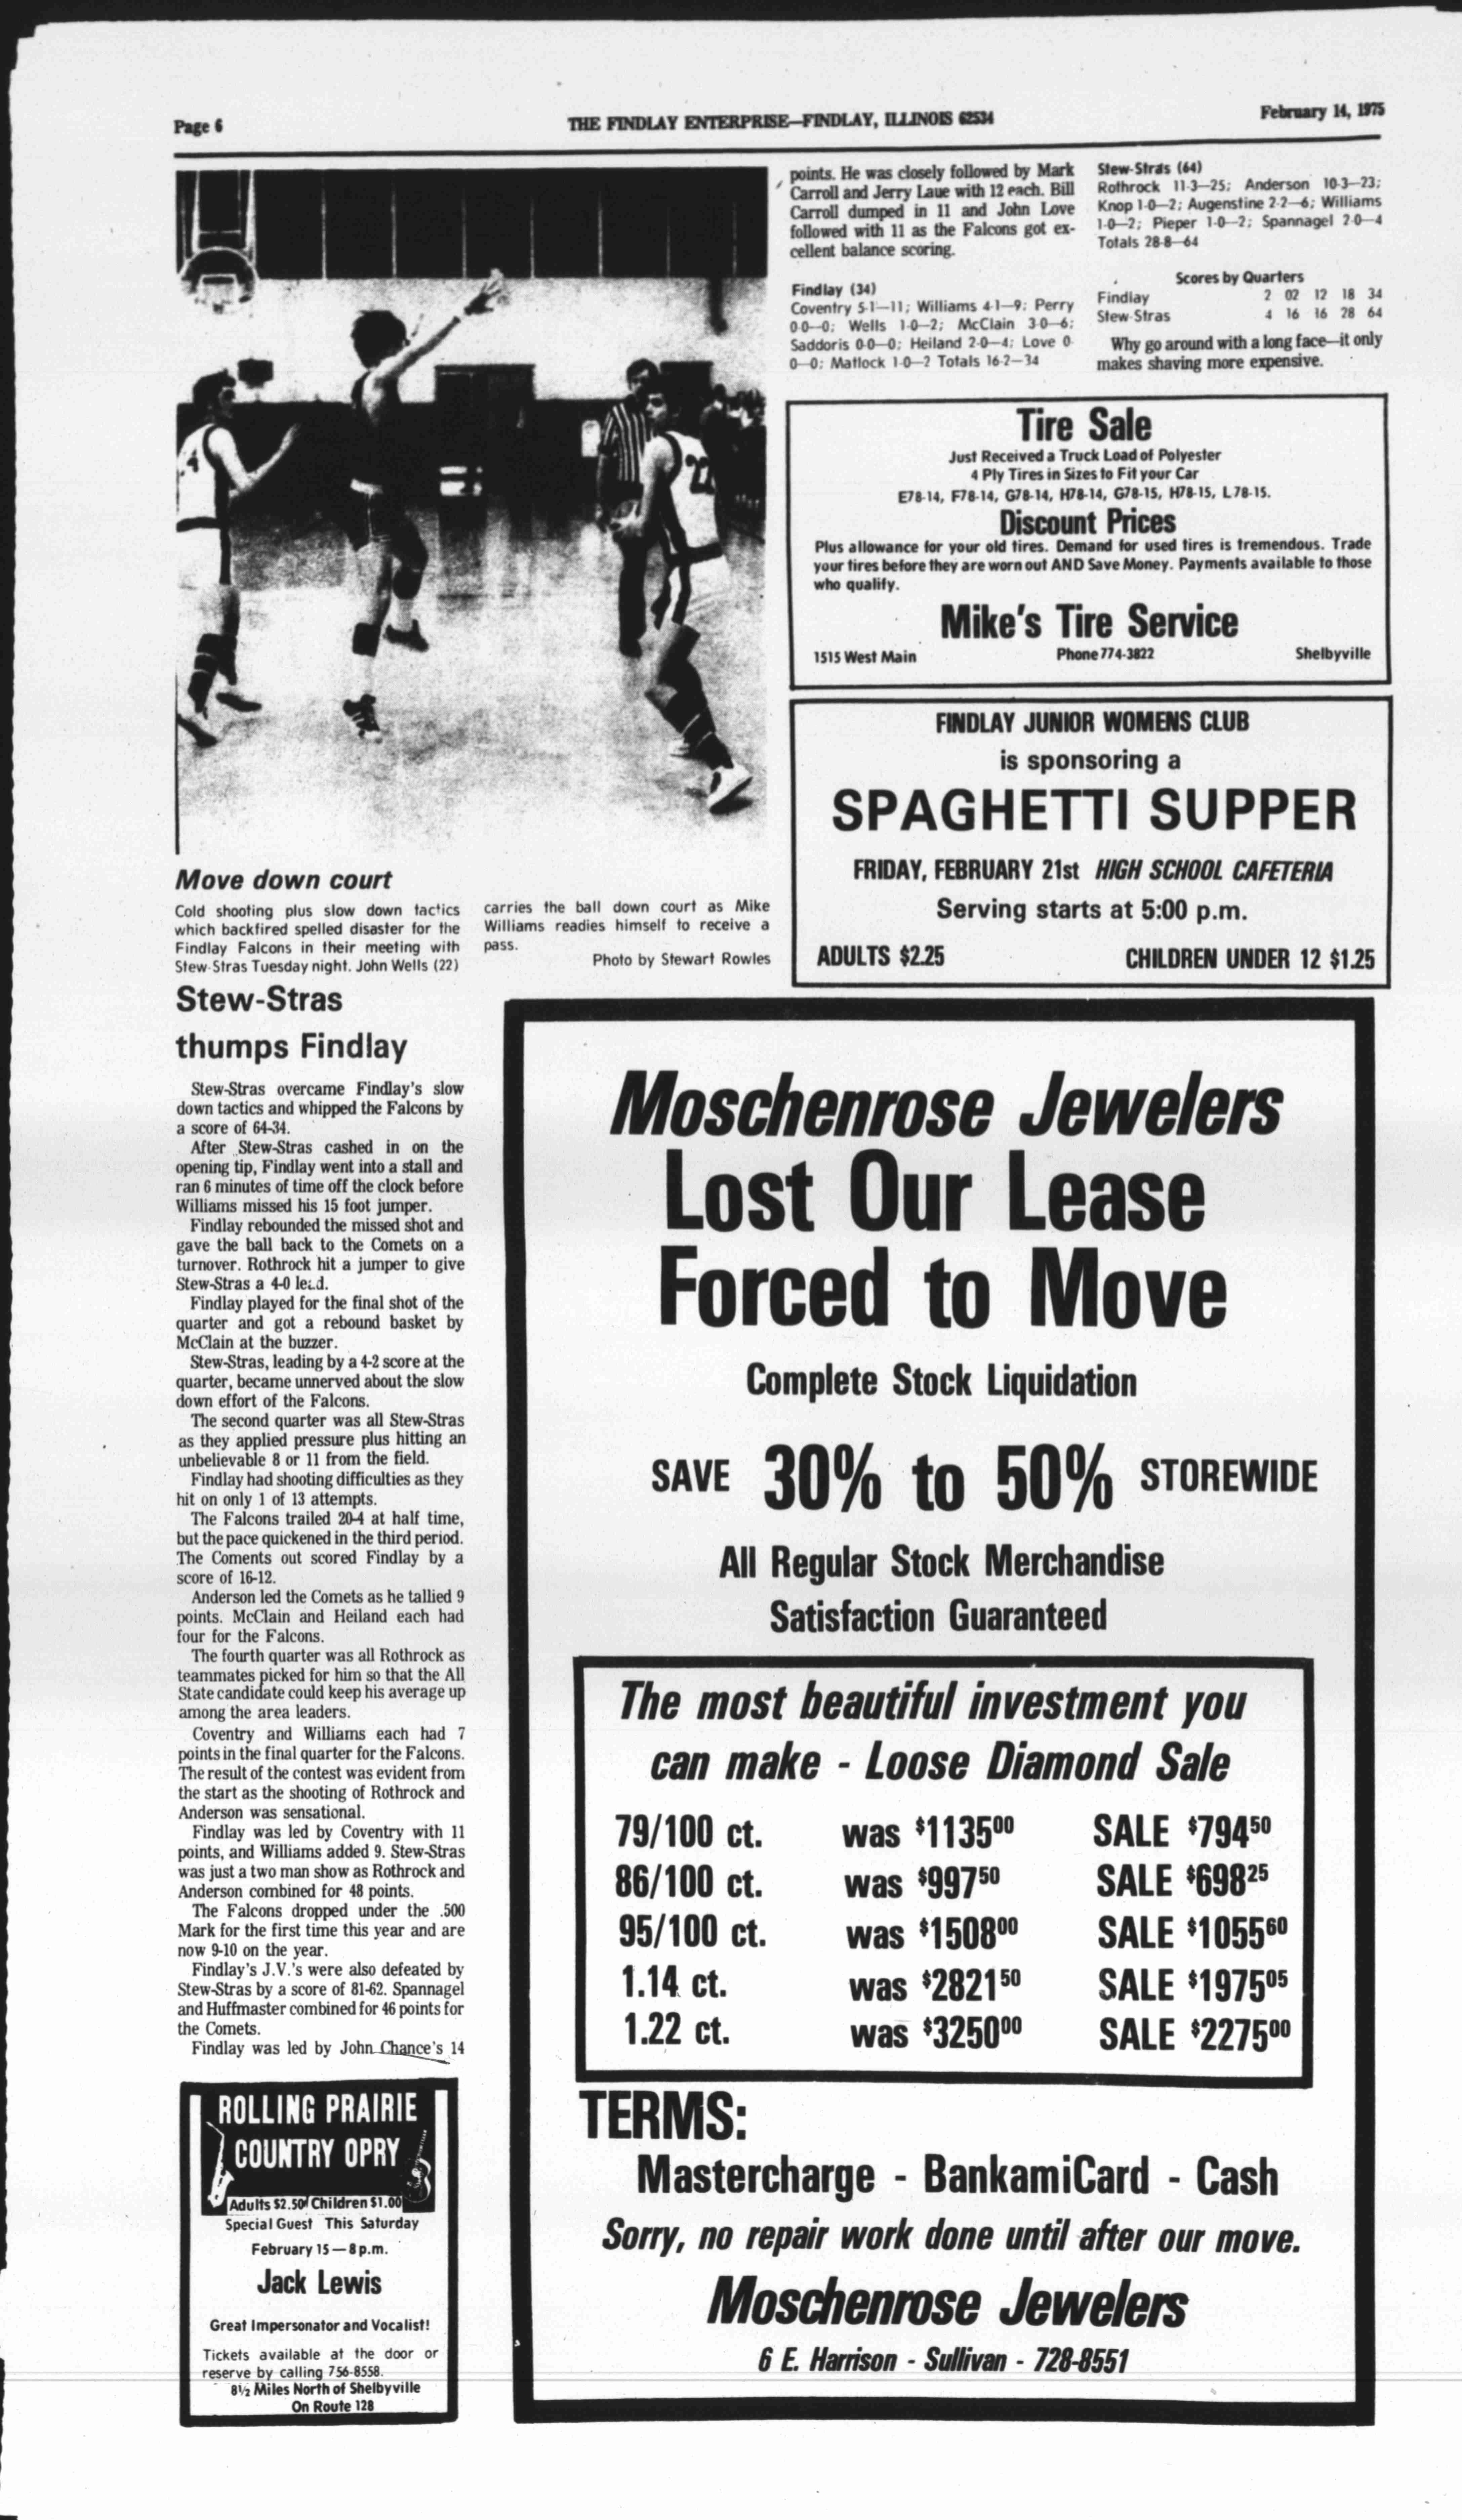 Page 6
THE FINDLAY ENTERPRISE—FINDLAY, ILLINOIS 62534
February 14, 1975
Move down court
Cold shooting plus slow down tactics
which backfired spelled disaster for the
Findlay Falcons in their meeting with
Stew-Stras Tuesday night. John Wells (22)
carries the ball down court as Mike
Williams readies himself to receive a
pass.
Photo by Stewart Rowles
Stew-Stras
thumps Findlay
Stew-Stras overcame Findlay's slow
down tactics and whipped the Falcons by
a score of 64-34.
After Stew-Stras cashed in on the
opening tip, Findlay went into a stall and
ran 6 minutes of time off the clock before
Williams missed his 15 foot jumper.
Findlay rebounded the missed shot and
gave the ball back to the Comets on a
turnover. Rothrock hit a jumper to give
Stew-Stras a 4-0 lead.
Findlay played for the final shot of the
quarter and got a rebound basket by
McClain at the buzzer.
Stew-Stras, leading by a 4-2 score at the
quarter, became unnerved about the slow
down effort of the Falcons.
The second quarter was all Stew-Stras
as they applied pressure plus hitting an
unbelievable 8 or 11 from the field.
Findlay had shooting difficulties as they
hit on only 1 of 13 attempts.
The Falcons trailed 20-4 at half time,
but the pace quickened in the third period.
The Coments out scored Findlay by a
score of 16-12.
Anderson led the Comets as he tallied 9
points. McClain and Heiland each had
four for the Falcons.
The fourth quarter was all Rothrock as
teammates picked for him so that the All
State candidate could keep his average up
among the area leaders.
Coventry and Williams each had 7
points in the final quarter for the Falcons.
The result of the contest was evident from
the start as the shooting of Rothrock and
Anderson was sensational.
Findlay was led by Coventry with 11
points, and Williams added 9. Stew-Stras
was just a two man show as Rothrock and
Anderson combined for 48 points.
The Falcons dropped under the .500
Mark for the first time this year and are
now 9-10 on the year.
Findlay's J.V.'s were also defeated by
Stew-Stras by a score of 81-62. Spannagel
and Huffmaster combined for 46 points for
the Comets.
Findlay was led by John Chance's 14
points. He was closely followed by Mark
Carroll and Jerry Laue with 12 each. Bill
Carroll dumped in 11 and John Love
followed with 11 as the Falcons got ex-
cellent balance scoring.
Findlay (34)
Coventry 5-1—11; Williams 4-1—9; Perry
0-0—0; Wells 1-0—2; McClain 3-0—6;
Saddoris 0-0—0; Heiland 2-0—4; Love 0-
0—0; Matlock 1-0—2 Totals 16-2—34
Stew-Stras (64)
Rothrock 11-3—25; Anderson 10-3—23;
Knop 1-0—2; Augenstine 2-2—6; Williams
1-0—2; Pieper 1-0—2; Spannagel 2-0—4
Totals 28-8—64
Scores by Quarters
Findlay 2 02 12 18 34
Stew-Stras 4 16 16 28 64
Why go around with a long face—it only
makes shaving more expensive.
Tire Sale
Just Received a Truck Load of Polyester
4 Ply Tires in Sizes to Fit your Car
E78-14, F78-14, G78-14, H78-14, G78-15, H78-15, L78-15.
Discount Prices
Plus allowance for your old tires. Demand for used tires is tremendous. Trade
your tires before they are worn out AND Save Money. Payments available to those
who qualify.
Mike's Tire Service
1515 West Main Phone 774-3822 Shelbyville
FINDLAY JUNIOR WOMENS CLUB
is sponsoring a
SPAGHETTI SUPPER
FRIDAY, FEBRUARY 21st HIGH SCHOOL CAFETERIA
Serving starts at 5:00 p.m.
ADULTS $2.25 CHILDREN UNDER 12 $1.25
Moschenrose Jewelers
Lost Our Lease
Forced to Move
Complete Stock Liquidation
SAVE 30% to 50% STOREWIDE
All Regular Stock Merchandise
Satisfaction Guaranteed
The most beautiful investment you
can make - Loose Diamond Sale
79/100 ct. was $1135 00 SALE $794 50
86/100 ct. was $997 50 SALE $698 25
95/100 ct. was $1508 00 SALE $1055 60
1.14 ct. was $2821 50 SALE $1975 05
1.22 ct. was $3250 00 SALE $2275 00
TERMS:
Mastercharge - BankamiCard - Cash
Sorry, no repair work done until after our move.
Moschenrose Jewelers
6 E. Harrison - Sullivan - 728-8551
ROLLING PRAIRIE
COUNTRY OPRY
Adults $2.50 Children $1.00
Special Guest This Saturday
February 15 — 8 p.m.
Jack Lewis
Great Impersonator and Vocalist!
Tickets available at the door or
reserve by calling 756-8558.
8½ Miles North of Shelbyville
On Route 128